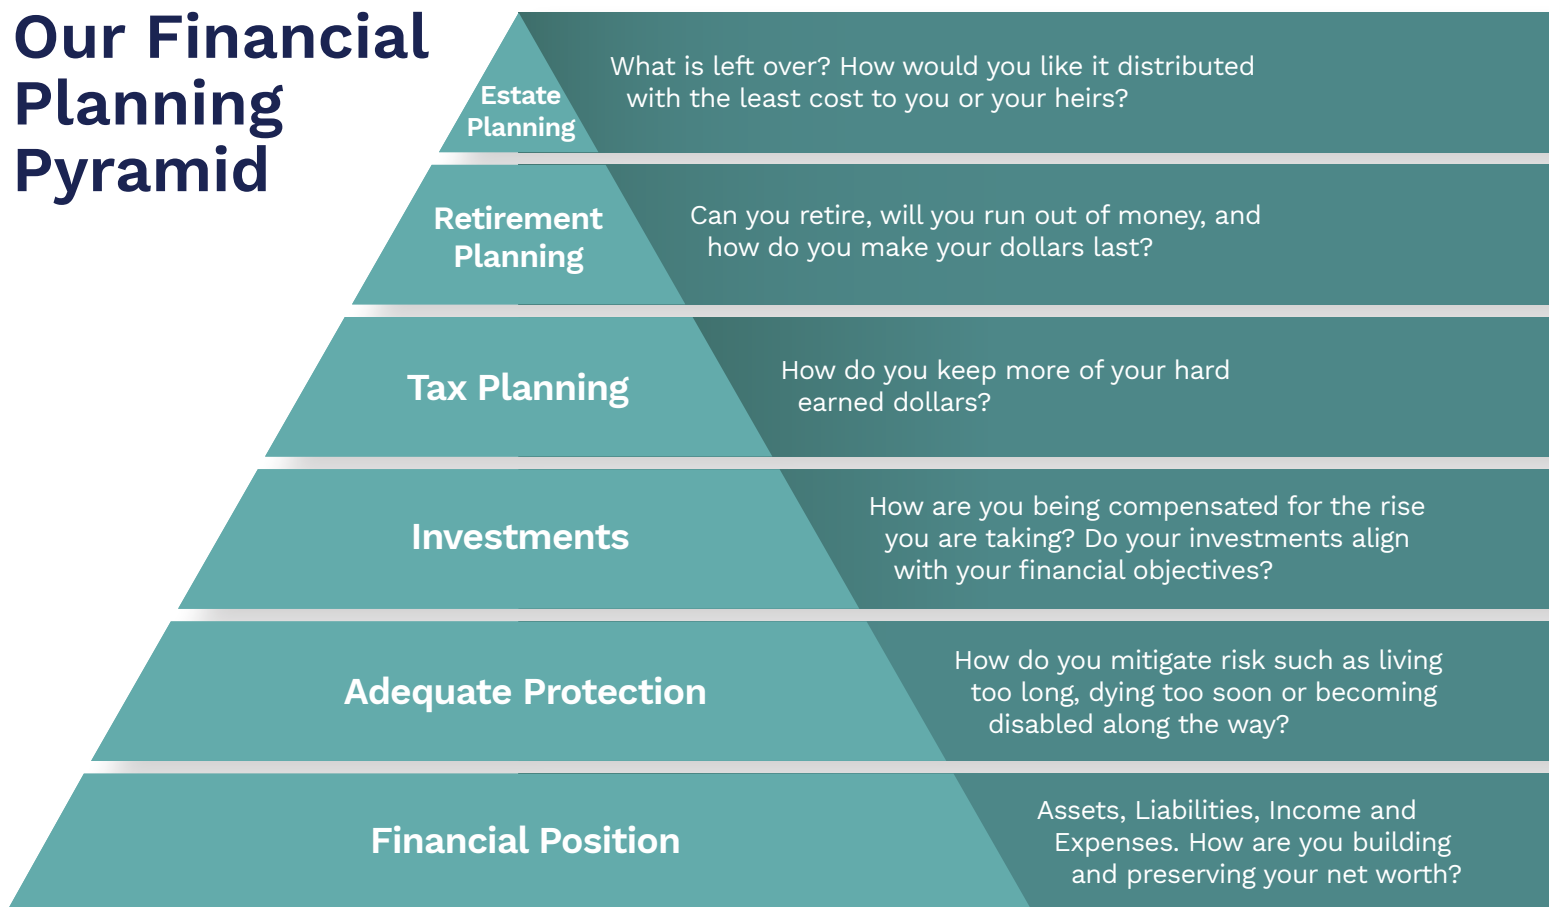 Our Financial
Planning
Pyramid
Estate
Planning
What is left over? How would you like it distributed
with the least cost to you or your heirs?
Retirement
Planning
Can you retire, will you run out of money, and
how do you make your dollars last?
Tax Planning
How do you keep more of your hard
earned dollars?
Investments
How are you being compensated for the rise
you are taking? Do your investments align
with your financial objectives?
Adequate Protection
How do you mitigate risk such as living
too long, dying too soon or becoming
disabled along the way?
Financial Position
Assets, Liabilities, Income and
Expenses. How are you building
and preserving your net worth?